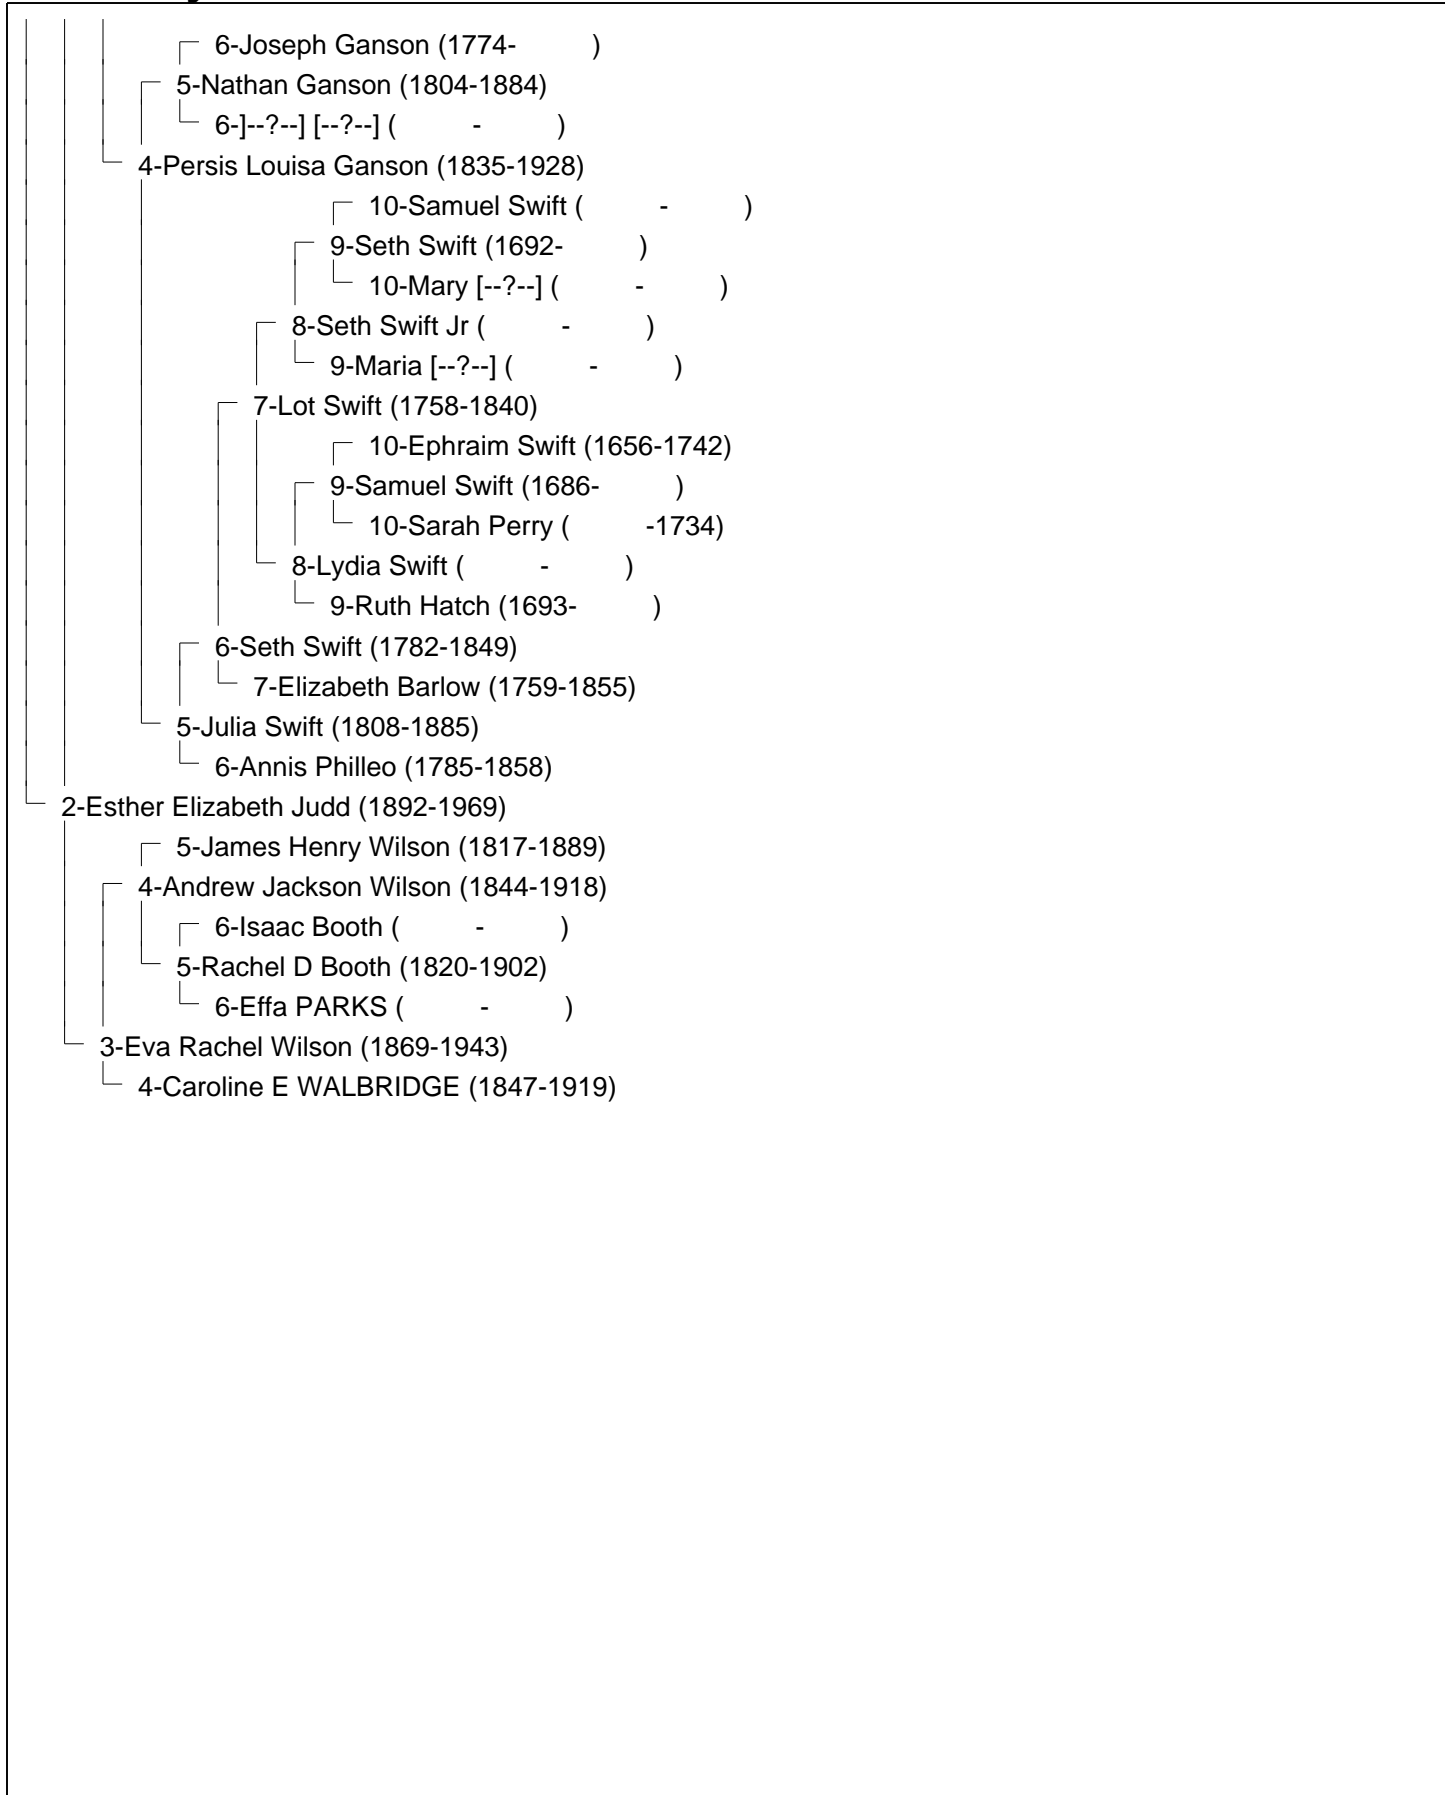 6-Joseph Ganson (1774- )
5-Nathan Ganson (1804-1884)
6-]--?--] [--?--] ( - )
4-Persis Louisa Ganson (1835-1928)
10-Samuel Swift ( - )
9-Seth Swift (1692- )
10-Mary [--?--] ( - )
8-Seth Swift Jr ( - )
9-Maria [--?--] ( - )
7-Lot Swift (1758-1840)
10-Ephraim Swift (1656-1742)
9-Samuel Swift (1686- )
10-Sarah Perry ( -1734)
8-Lydia Swift ( - )
9-Ruth Hatch (1693- )
6-Seth Swift (1782-1849)
7-Elizabeth Barlow (1759-1855)
5-Julia Swift (1808-1885)
6-Annis Philleo (1785-1858)
2-Esther Elizabeth Judd (1892-1969)
5-James Henry Wilson (1817-1889)
4-Andrew Jackson Wilson (1844-1918)
6-Isaac Booth ( - )
5-Rachel D Booth (1820-1902)
6-Effa PARKS ( - )
3-Eva Rachel Wilson (1869-1943)
4-Caroline E WALBRIDGE (1847-1919)